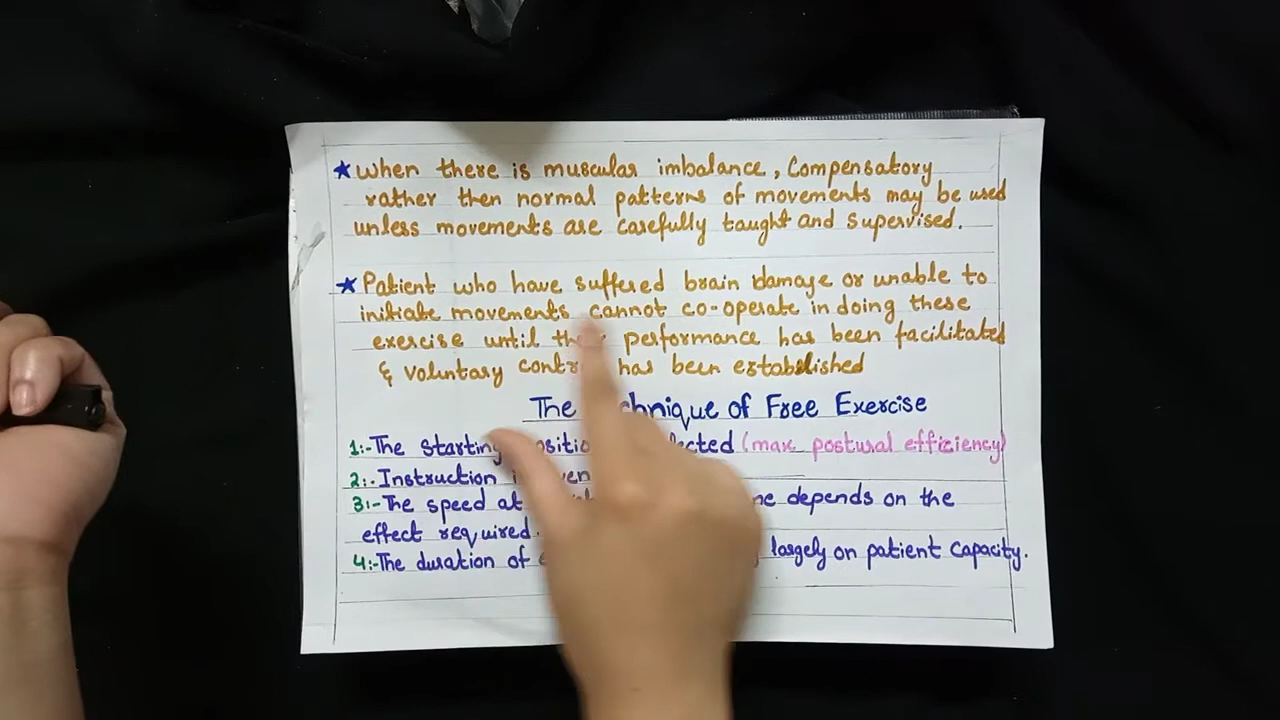 ★ when there is muscular imbalance, Compensatory
rather then normal patterns of movements may be used
unless movements are carefully taught and supervised.
★ Patient who have suffered brain damage or unable to
initiate movements cannot co-operate in doing these
exercise until performance has been facilitated
& voluntary has been established
The of Free Exercise
1:- The starting (max postural efficiency)
2:- Instruction
3:- The speed at depends on the
effect required.
4:- The duration of largely on patient capacity.